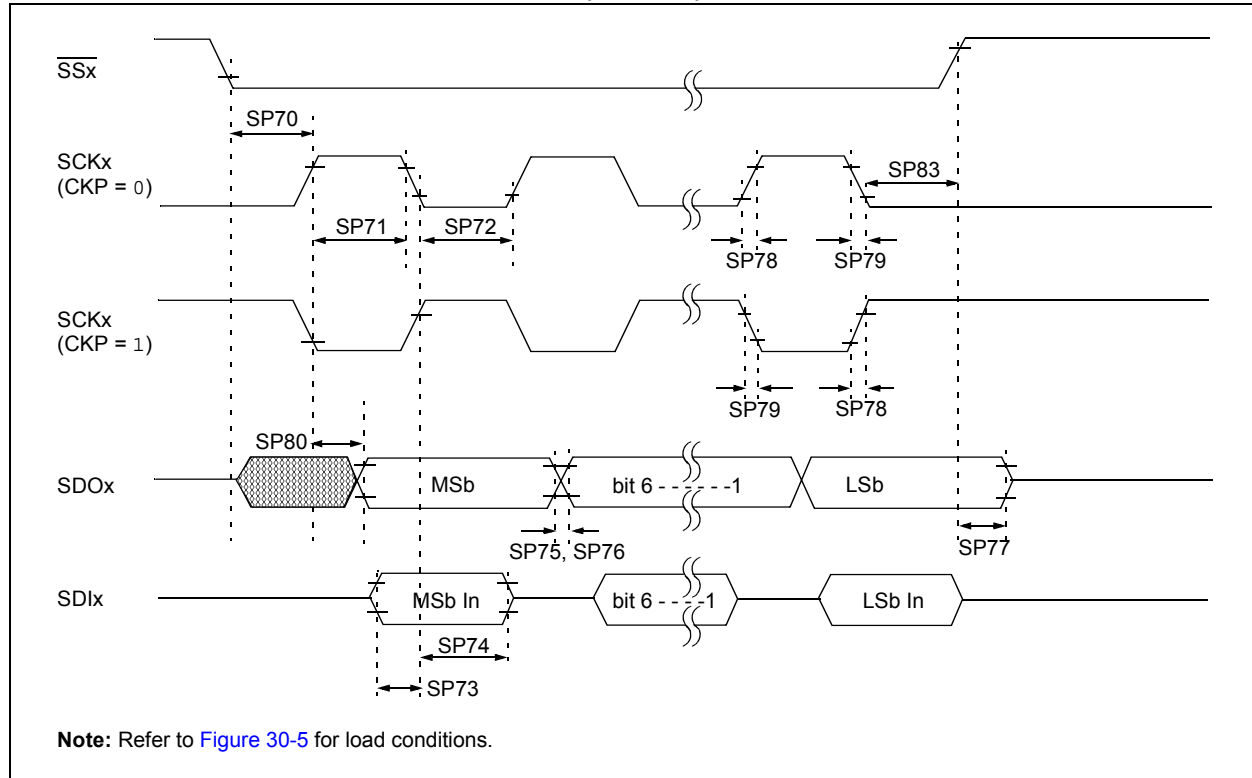 SSx
SP70
SCKx
(CKP = 0)
SP83
SP71
SP72
SP78
SP79
SCKx
(CKP = 1)
SP79
SP78
SP80
SDOx
MSb
bit 6 - - - - - -1
LSb
SP75, SP76
SP77
SDIx
MSb In
bit 6 - - - -1
LSb In
SP74
SP73
Note: Refer to Figure 30-5 for load conditions.